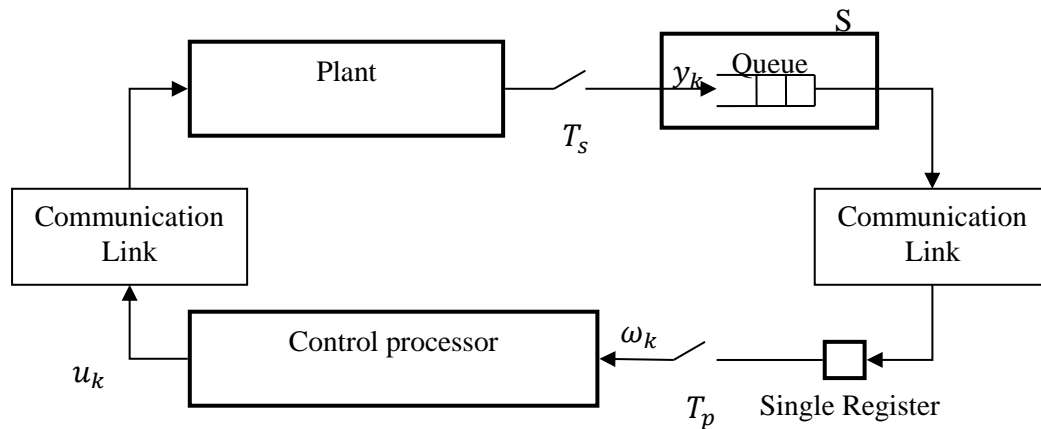 S
Plant
Queue
y_k
T_s
Communication
Link
Communication
Link
Control processor
ω_k
u_k
T_p
Single Register